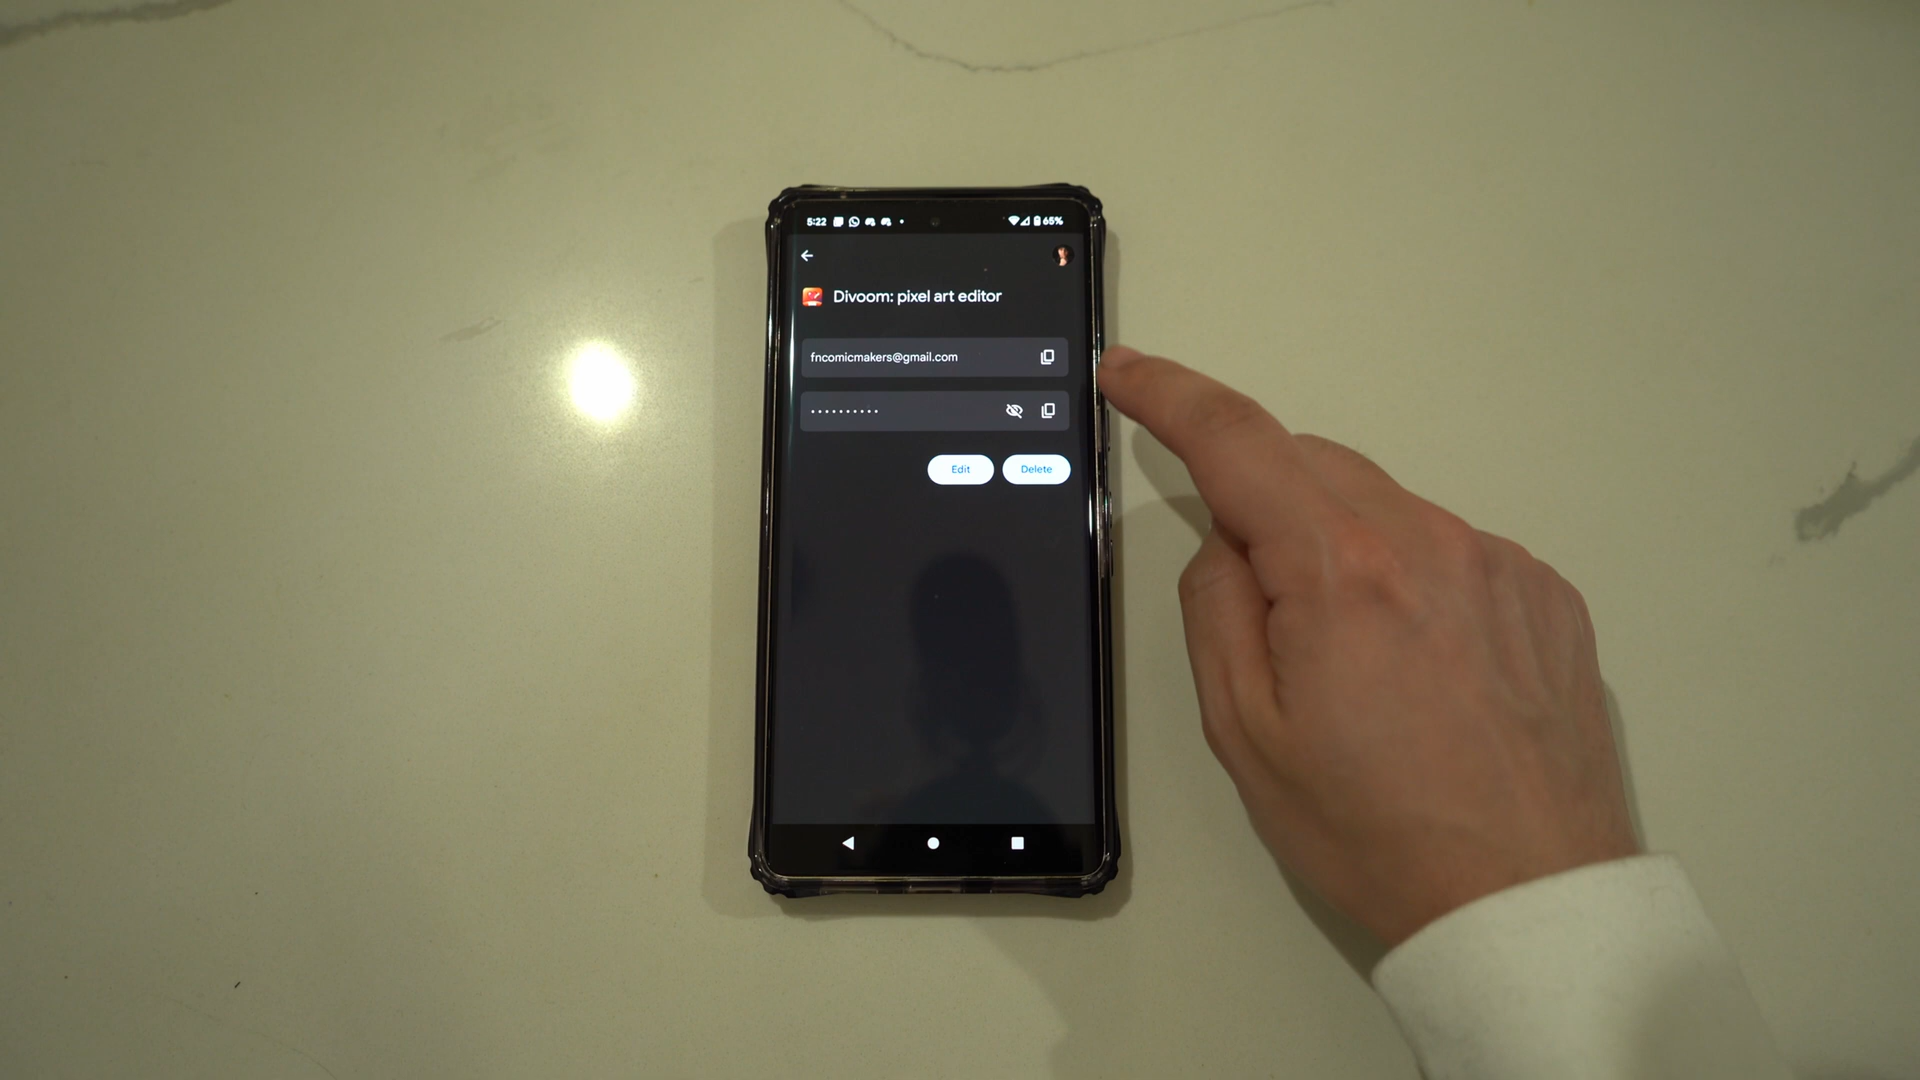 5:22 65%
Divoom: pixel art editor
fncomicmakers@gmail.com
••••••••••
Edit Delete